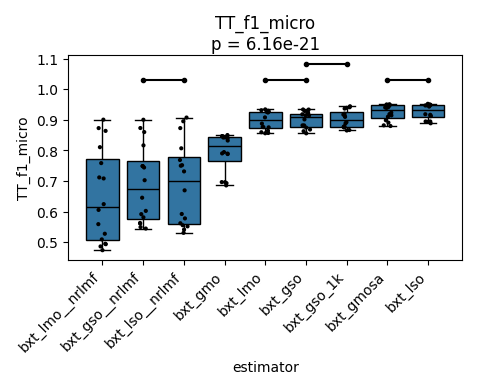 TT_f1_micro
p = 6.16e-21
TT_f1_micro
1.1
1.0
0.9
0.8
0.7
0.6
0.5
bxt_lmo__nrlmf
bxt_gso__nrlmf
bxt_lso__nrlmf
bxt_gmo
bxt_lmo
bxt_gso
bxt_gso_1k
bxt_gmosa
bxt_lso
estimator